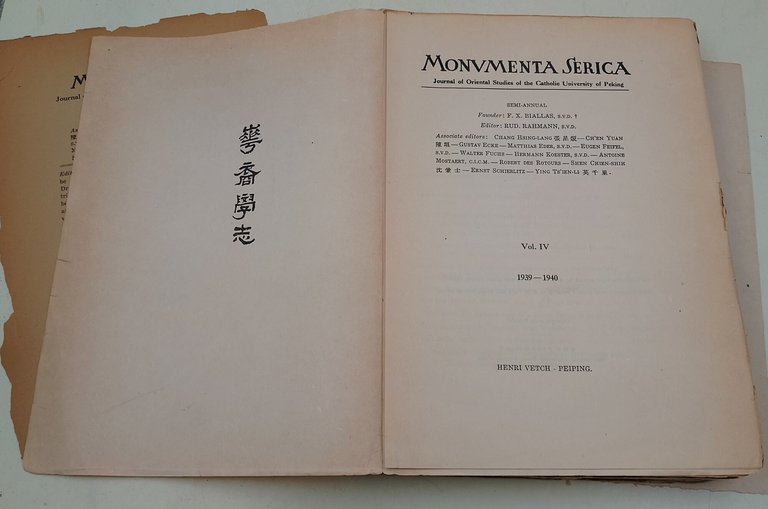 華裔學志
MONVMENTA SERICA
Journal of Oriental Studies of the Catholic University of Peking
SEMI-ANNUAL
Founder: F. X. BIALLAS, S.V.D. †
Editor: RUD. RAHMANN, S.V.D.
Associate editors: CHANG HSING-LANG 張星烺—CH'EN YUAN
陳垣—GUSTAV ECKE—MATTHIAS EDER, S.V.D.—EUGEN FEIFEL,
S.V.D.—WALTER FUCHS—HERMANN KOESTER, S.V.D.—ANTOINE
MOSTAERT, C.I.C.M.—ROBERT DES ROTOURS—SHEN CHIEN-SHIH
沈兼士—ERNST SCHIERLITZ—YING TS'IEN-LI 英千里.
Vol. IV
1939—1940
HENRI VETCH - PEIPING.